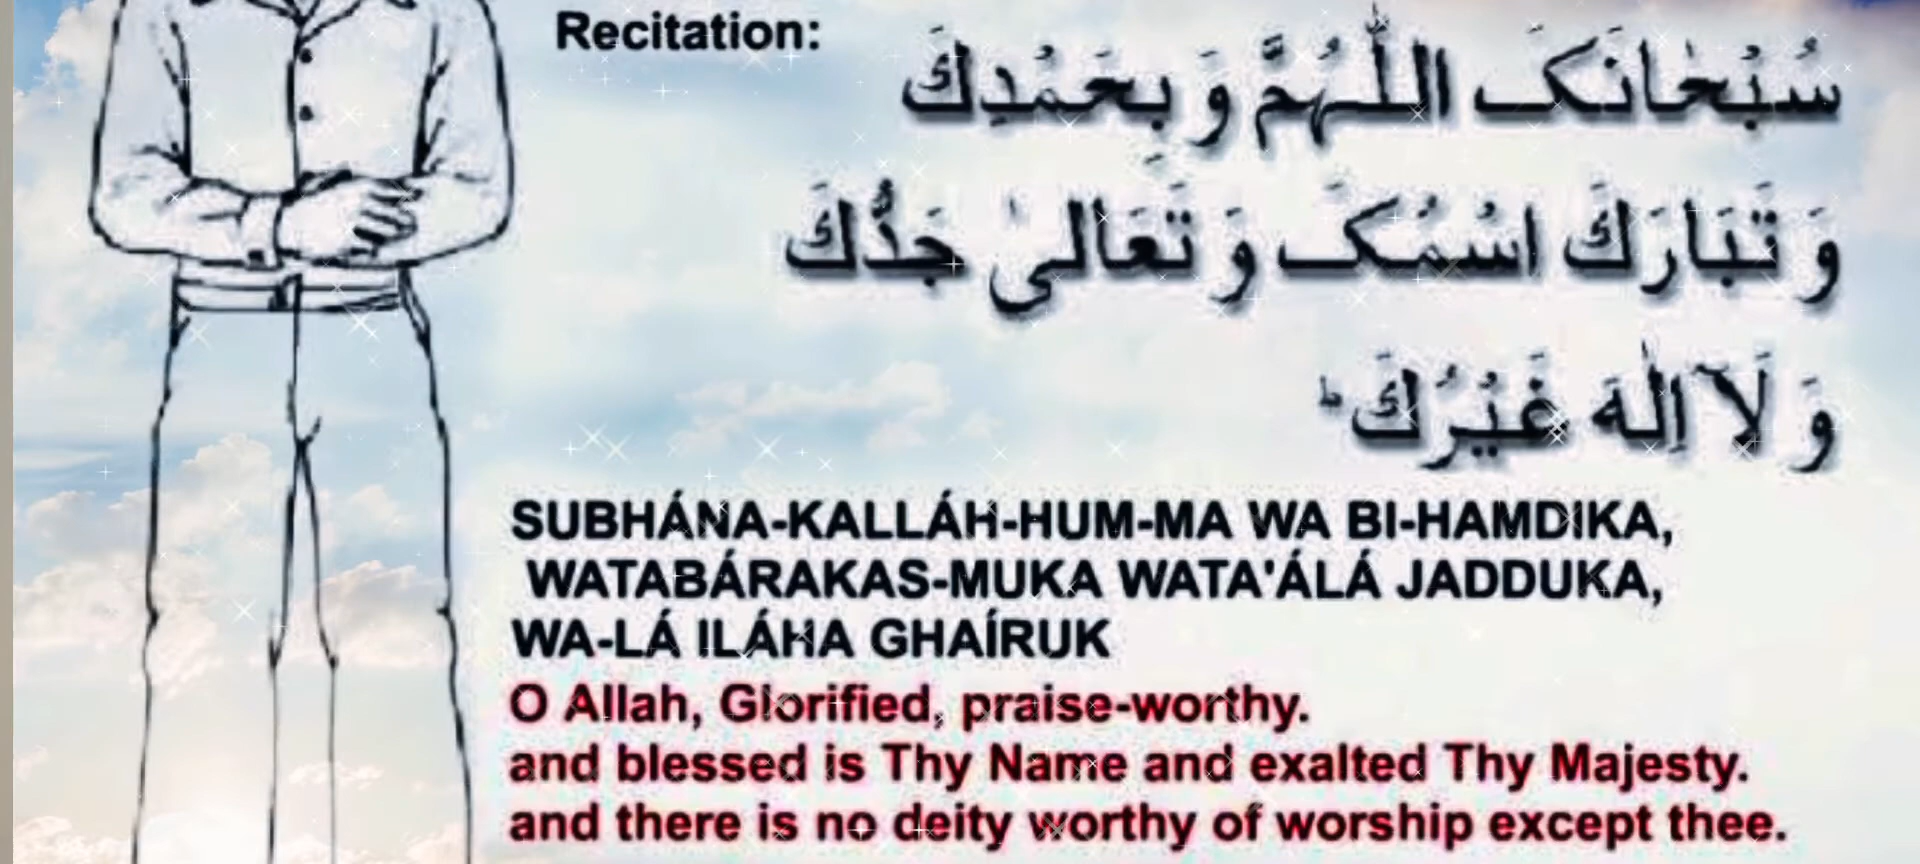 Recitation:
سُبْحٰانَکَ اللّٰہُمَّ وَ بِحَمْدِكَ
وَ تَبَارَكَ اسْمُکَ وَ تَعَالیٰ جَدُّكَ
وَ لَآ اِلٰهَ غَيْرُكَ ؕ
SUBHÁNA-KALLÁH-HUM-MA WA BI-HAMDIKA,
WATABÁRAKAS-MUKA WATA'ÁLÁ JADDUKA,
WA-LÁ ILÁHA GHAÍRUK
O Allah, Glorified, praise-worthy.
and blessed is Thy Name and exalted Thy Majesty.
and there is no deity worthy of worship except thee.